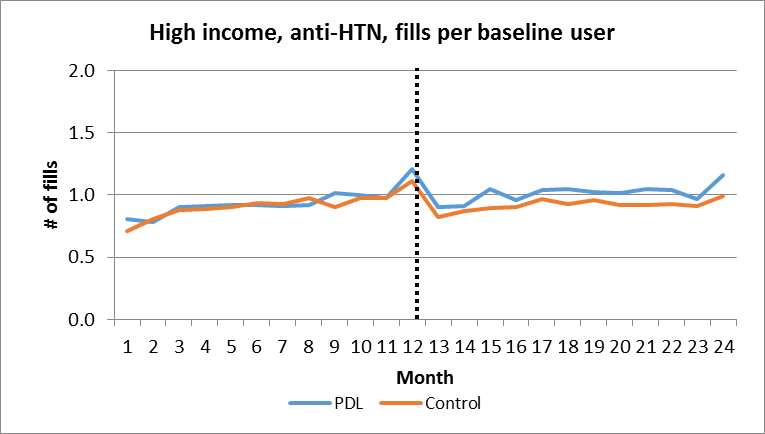 High income, anti-HTN, fills per baseline user
# of fills
2.0
1.5
1.0
0.5
0.0
1 2 3 4 5 6 7 8 9 10 11 12 13 14 15 16 17 18 19 20 21 22 23 24
Month
PDL Control